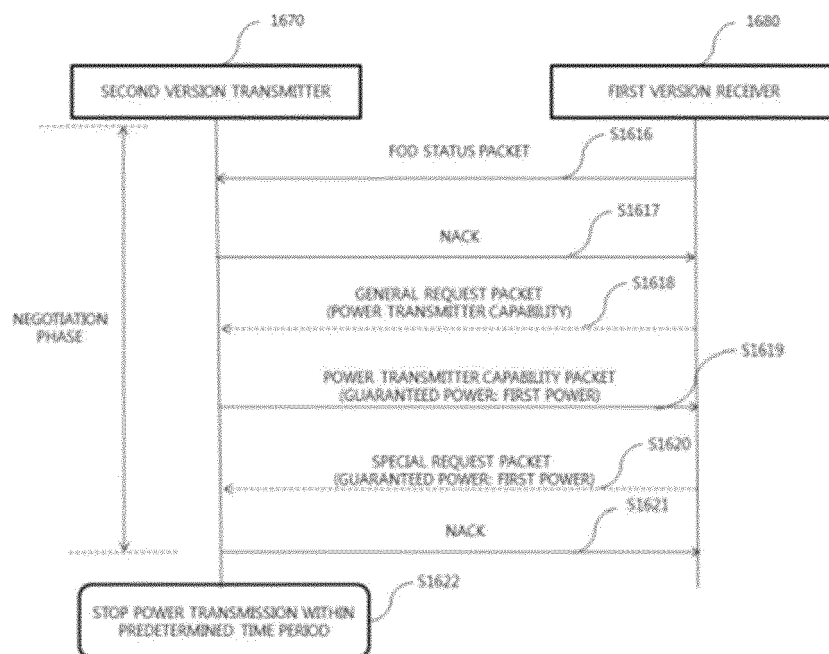 1670
1680
SECOND VERSION TRANSMITTER
FIRST VERSION RECEIVER
S1616
FOD STATUS PACKET
S1617
NACK
S1618
GENERAL REQUEST PACKET
(POWER TRANSMITTER CAPABILITY)
NEGOTIATION
PHASE
S1619
POWER TRANSMITTER CAPABILITY PACKET
(GUARANTEED POWER: FIRST POWER)
S1620
SPECIAL REQUEST PACKET
(GUARANTEED POWER: FIRST POWER)
S1621
NACK
S1622
STOP POWER TRANSMISSION WITHIN
PREDETERMINED TIME PERIOD